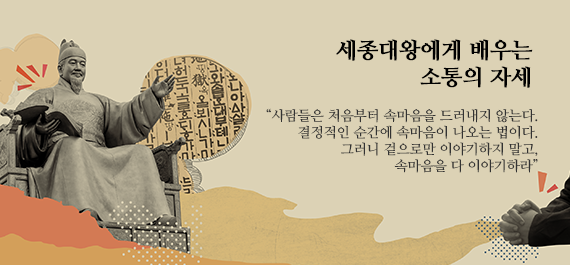 세종대왕에게 배우는
소통의 자세
“사람들은 처음부터 속마음을 드러내지 않는다.
결정적인 순간에 속마음이 나오는 법이다.
그러니 겉으로만 이야기하지 말고,
속마음을 다 이야기하라”